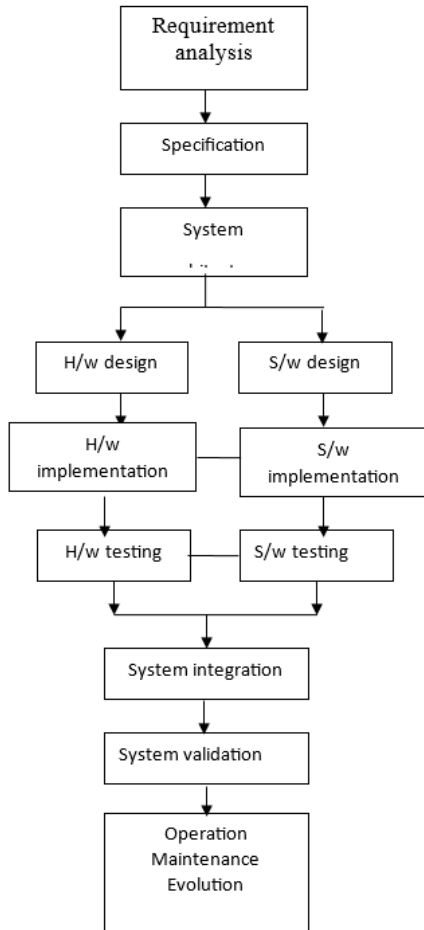 Requirement
analysis
Specification
System
H/w design
S/w design
H/w
implementation
S/w
implementation
H/w testing
S/w testing
System integration
System validation
Operation
Maintenance
Evolution